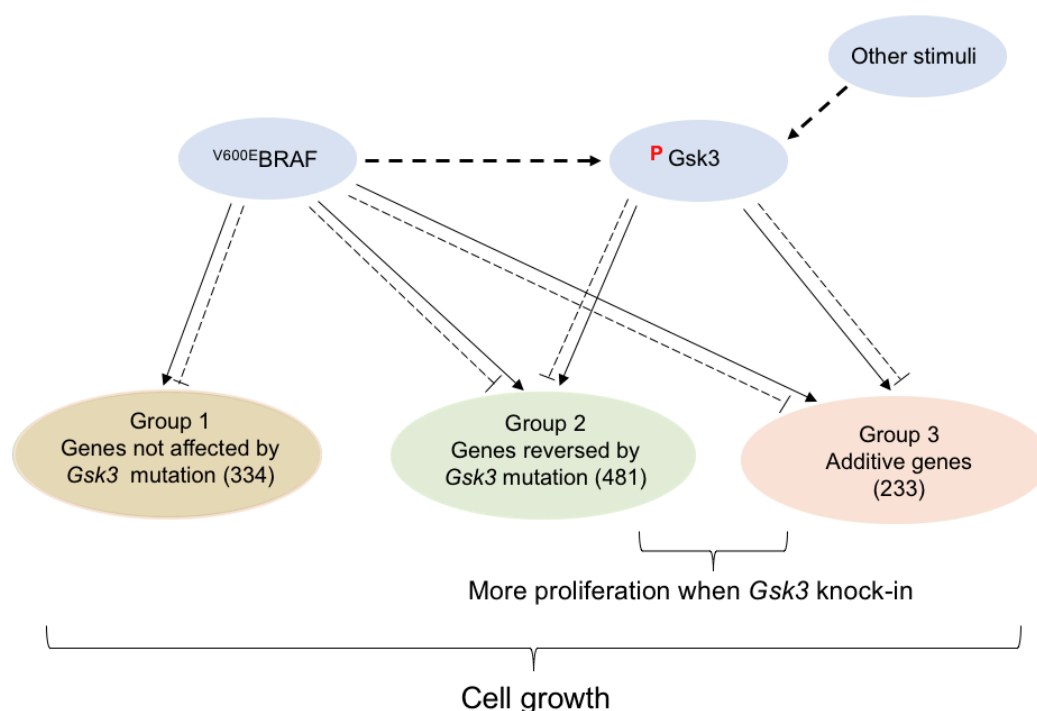 Other stimuli
V600EBRAF
P Gsk3
Group 1
Genes not affected by
Gsk3 mutation (334)
Group 2
Genes reversed by
Gsk3 mutation (481)
Group 3
Additive genes
(233)
More proliferation when Gsk3 knock-in
Cell growth